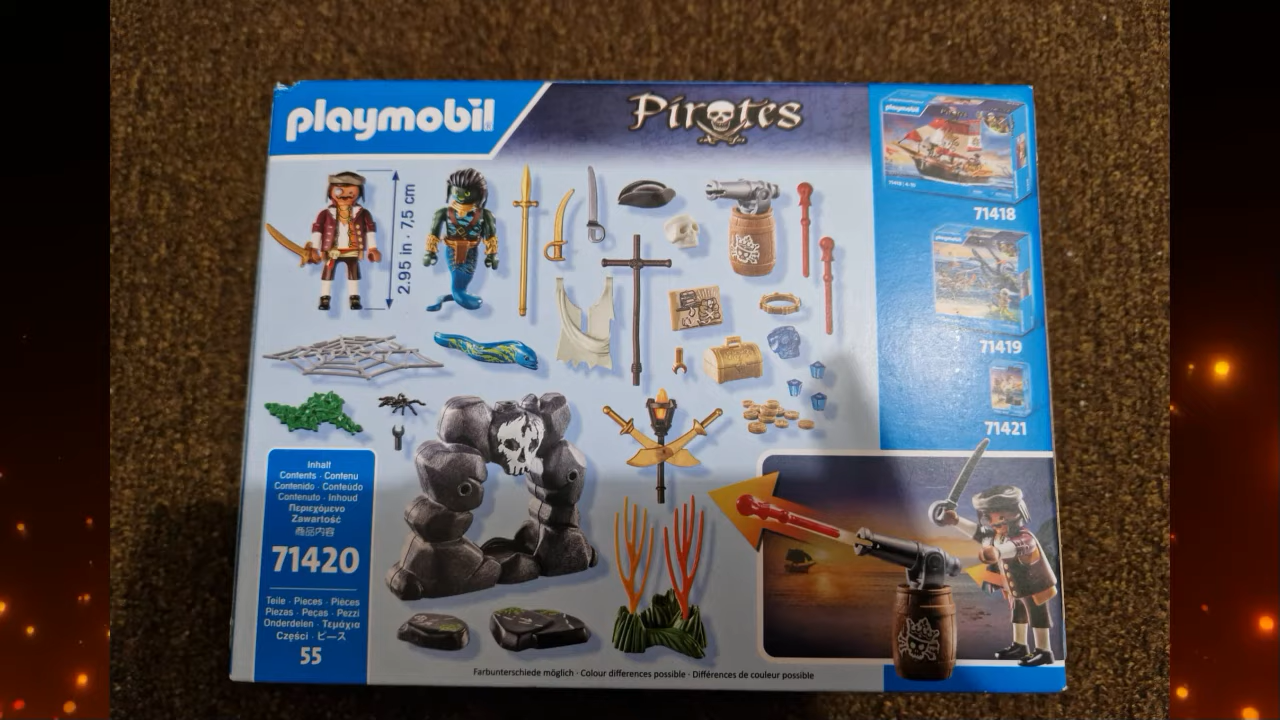 playmobil
Pirates
2.95 in · 7,5 cm
playmobil
71418
playmobil
71419
71421
Inhalt
Contents · Contenu
Contenido · Conteúdo
Contenuto · Inhoud
Περιεχόμενο
Zawartość
商品内容
71420
Teile · Pieces · Pièces
Piezas · Peças · Pezzi
Onderdelen · Τεμάχια
Części · ピース
55
Farbunterschiede möglich · Colour differences possible · Différences de couleur possible